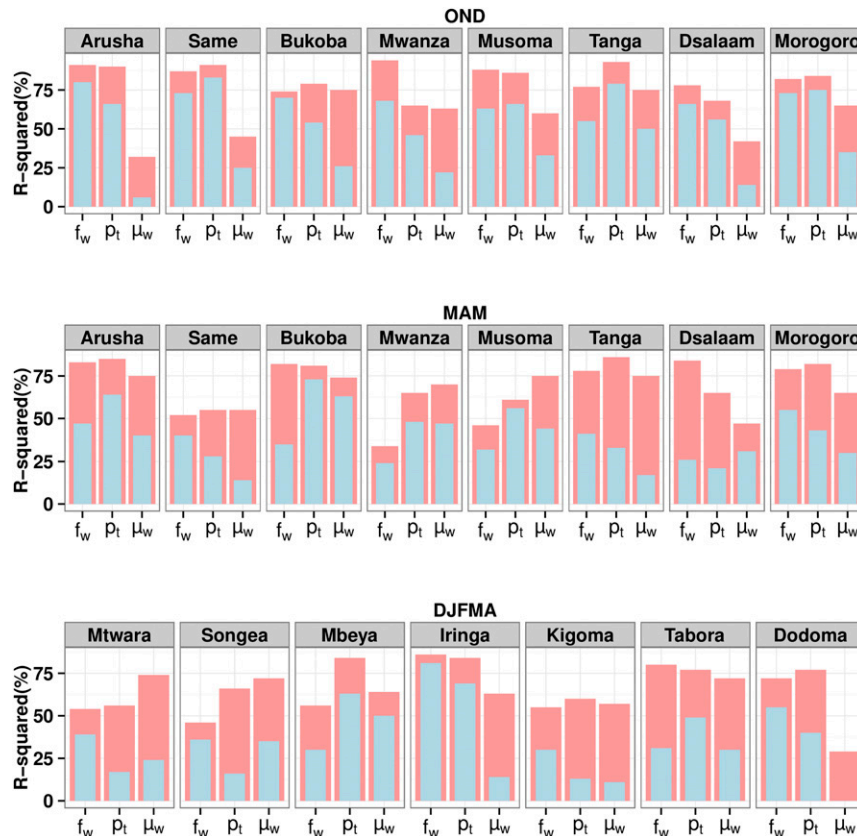 OND
Arusha Same Bukoba Mwanza Musoma Tanga Dsalaam Morogoro
R−squared(%)
75
50
25
0
f_w p_t μ_w f_w p_t μ_w f_w p_t μ_w f_w p_t μ_w f_w p_t μ_w f_w p_t μ_w f_w p_t μ_w f_w p_t μ_w
MAM
Arusha Same Bukoba Mwanza Musoma Tanga Dsalaam Morogoro
R−squared(%)
75
50
25
0
f_w p_t μ_w f_w p_t μ_w f_w p_t μ_w f_w p_t μ_w f_w p_t μ_w f_w p_t μ_w f_w p_t μ_w f_w p_t μ_w
DJFMA
Mtwara Songea Mbeya Iringa Kigoma Tabora Dodoma
R−squared(%)
75
50
25
0
f_w p_t μ_w f_w p_t μ_w f_w p_t μ_w f_w p_t μ_w f_w p_t μ_w f_w p_t μ_w f_w p_t μ_w